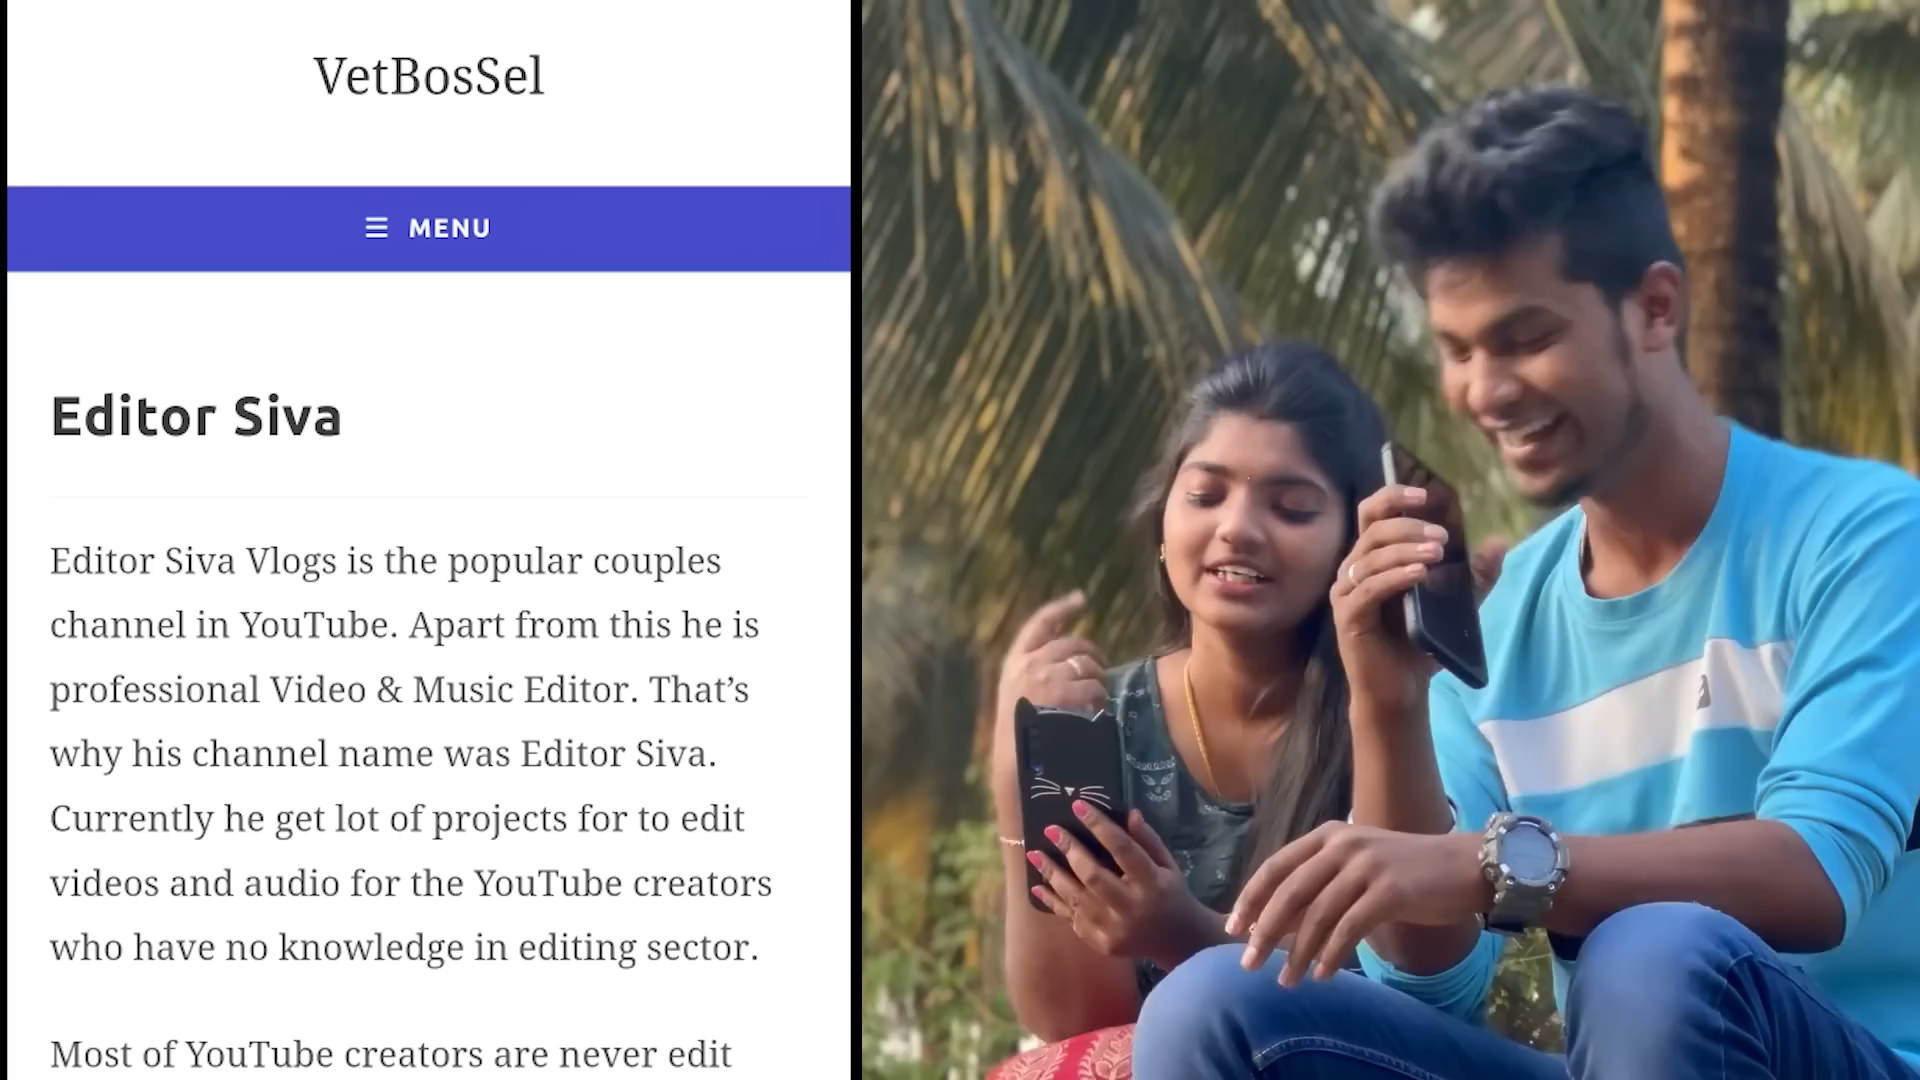 VetBosSel
☰ MENU
Editor Siva
Editor Siva Vlogs is the popular couples
channel in YouTube. Apart from this he is
professional Video & Music Editor. That’s
why his channel name was Editor Siva.
Currently he get lot of projects for to edit
videos and audio for the YouTube creators
who have no knowledge in editing sector.
Most of YouTube creators are never edit